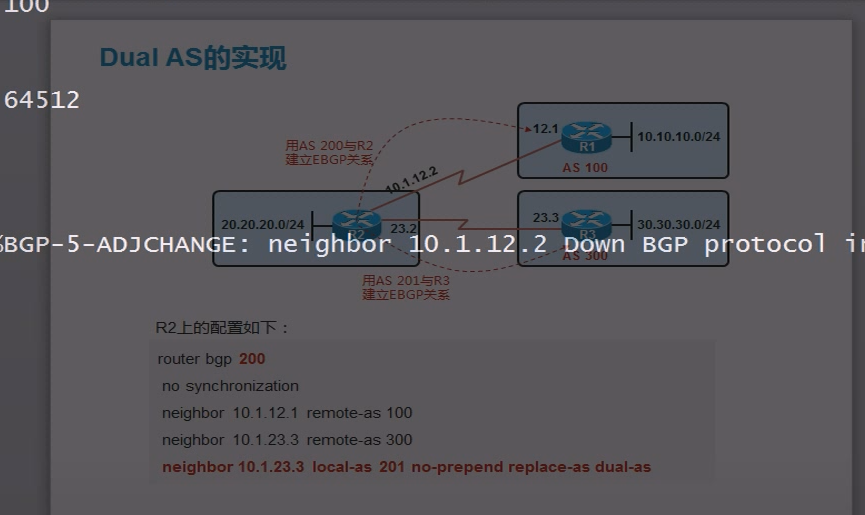 100
Dual AS的实现
64512
12.1
10.10.10.0/24
R1
用AS 200与R2
建立EBGP关系
AS 100
10.1.12.2
20.20.20.0/24
R2
23.2
23.3
R3
30.30.30.0/24
%BGP-5-ADJCHANGE: neighbor 10.1.12.2 Down BGP protocol
AS 300
用AS 201与R3
建立EBGP关系
R2上的配置如下：
router bgp 200
no synchronization
neighbor 10.1.12.1 remote-as 100
neighbor 10.1.23.3 remote-as 300
neighbor 10.1.23.3 local-as 201 no-prepend replace-as dual-as